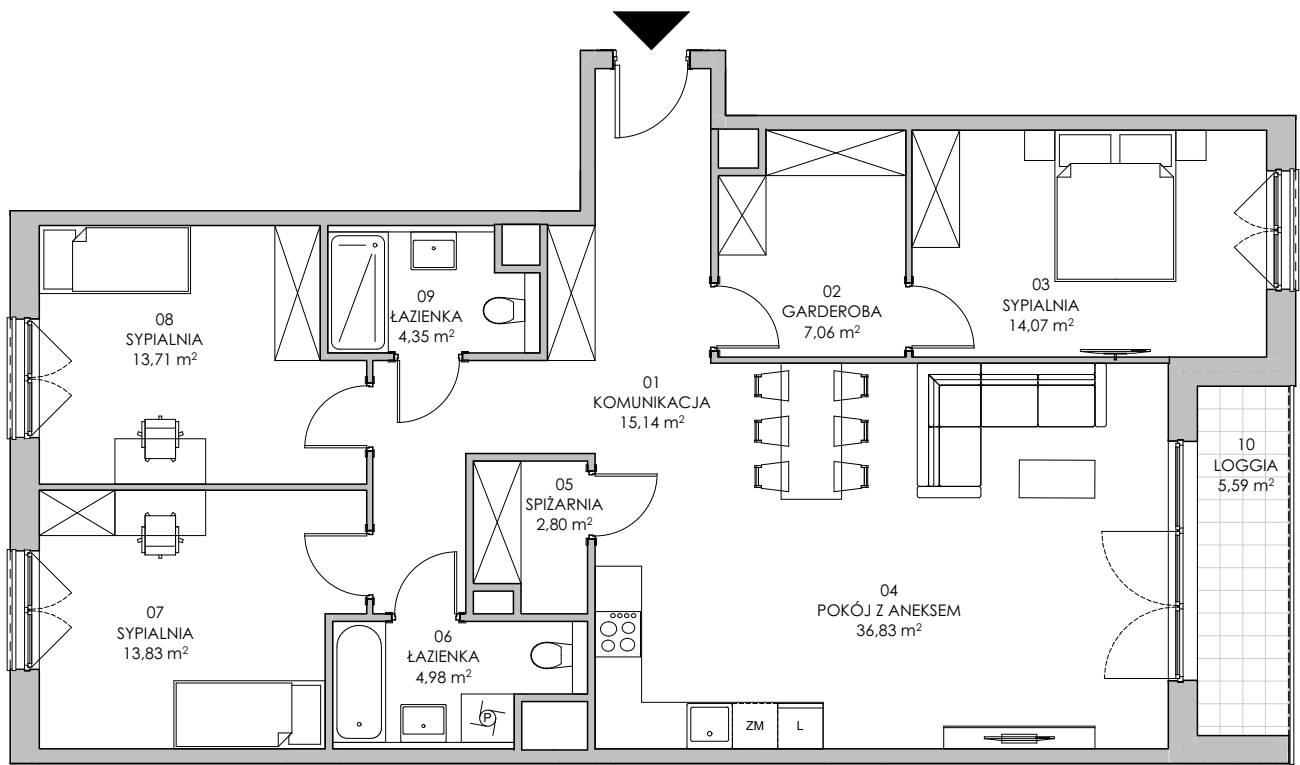 01
KOMUNIKACJA
15,14 m²
02
GARDEROBA
7,06 m²
03
SYPIALNIA
14,07 m²
04
POKÓJ Z ANEKSEM
36,83 m²
05
SPIŻARNIA
2,80 m²
06
ŁAZIENKA
4,98 m²
07
SYPIALNIA
13,83 m²
08
SYPIALNIA
13,71 m²
09
ŁAZIENKA
4,35 m²
10
LOGGIA
5,59 m²
P
ZM
L